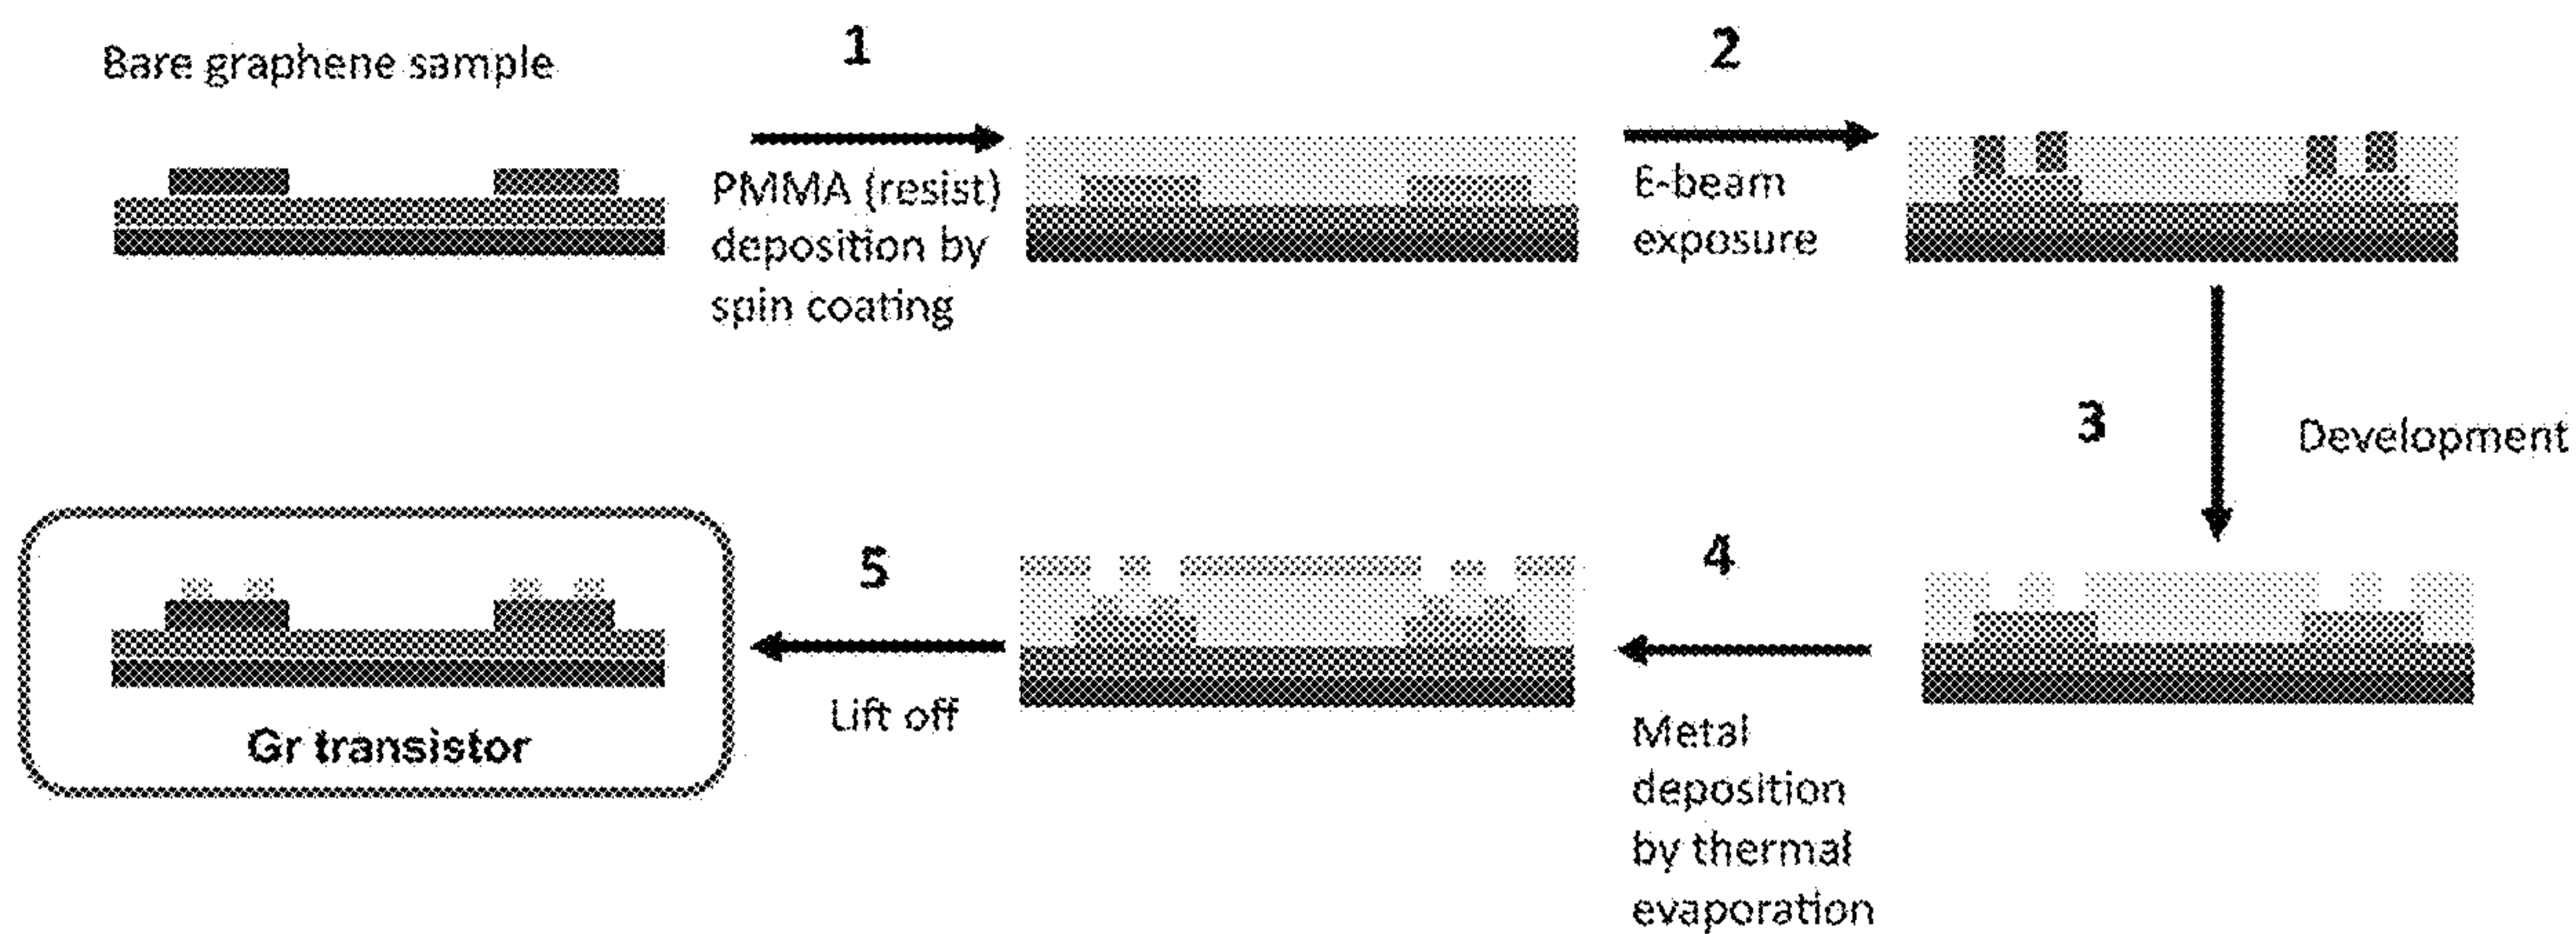 Bare graphene sample
1
PMMA (resist)
deposition by
spin coating
2
E-beam
exposure
3
Development
4
Metal
deposition
by thermal
evaporation
5
Lift off
Gr transistor